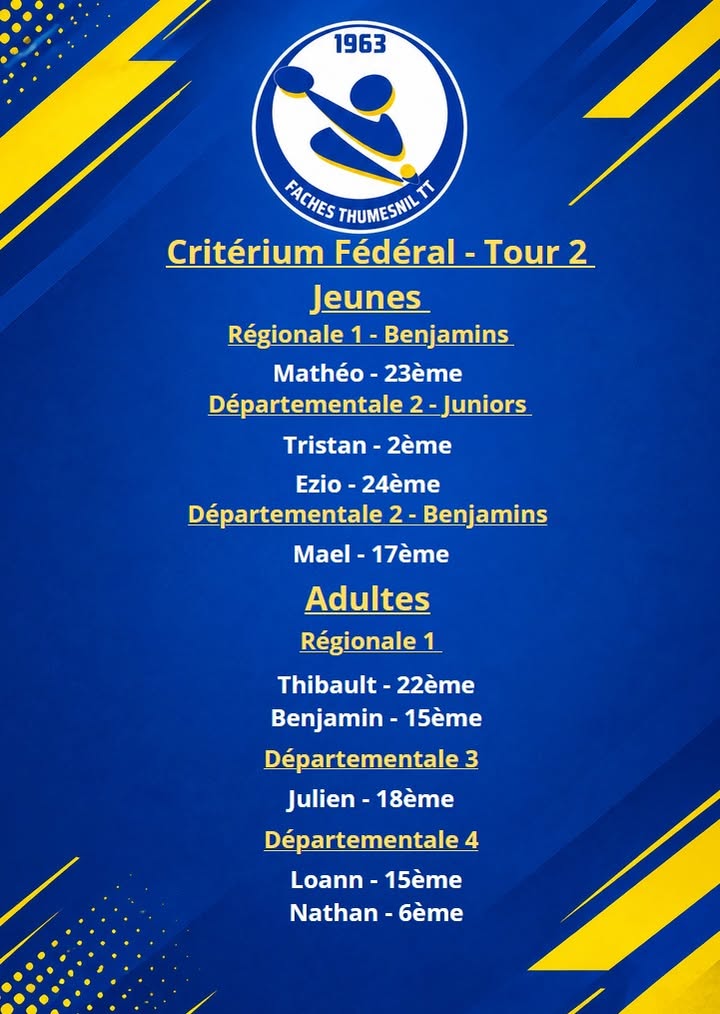 1963
FACHES THUMESNIL TT
Critérium Fédéral - Tour 2
Jeunes
Régionale 1 - Benjamins
Mathéo - 23ème
Départementale 2 - Juniors
Tristan - 2ème
Ezio - 24ème
Départementale 2 - Benjamins
Mael - 17ème
Adultes
Régionale 1
Thibault - 22ème
Benjamin - 15ème
Départementale 3
Julien - 18ème
Départementale 4
Loann - 15ème
Nathan - 6ème